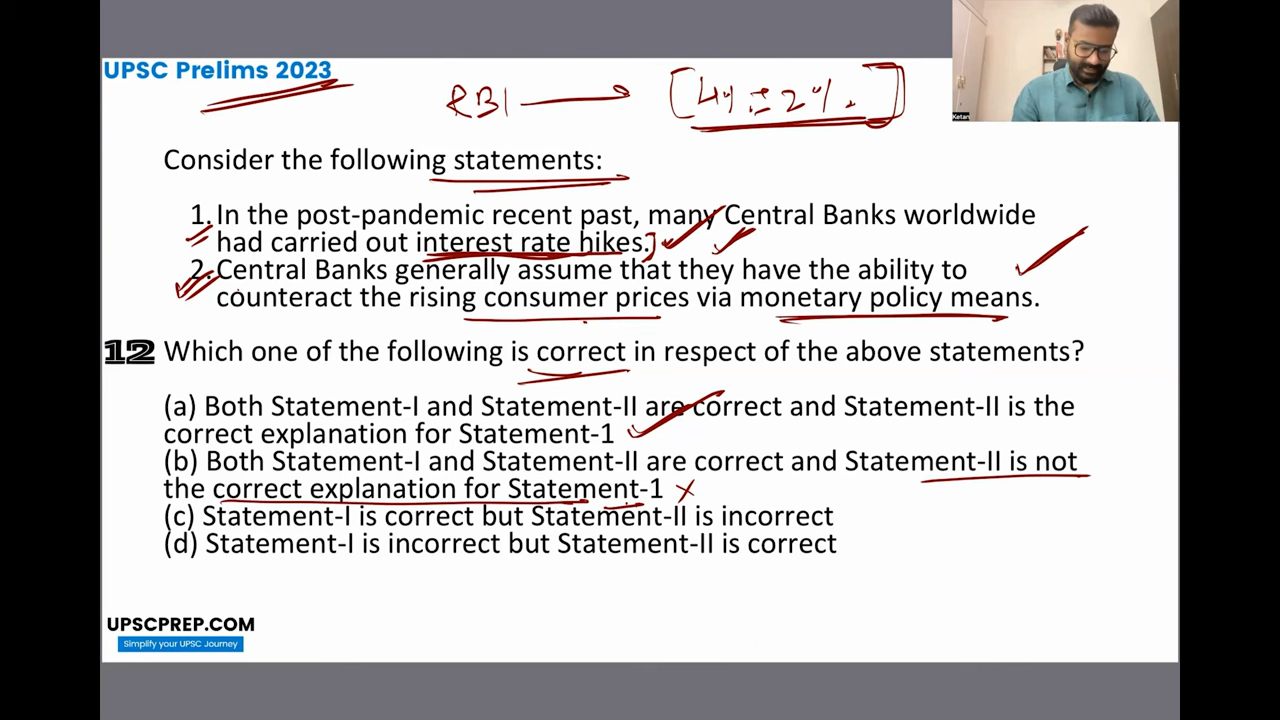 UPSC Prelims 2023
RBI → [4% ± 2%.]
Ketan
Consider the following statements:
1. In the post-pandemic recent past, many Central Banks worldwide
had carried out interest rate hikes.
2. Central Banks generally assume that they have the ability to
counteract the rising consumer prices via monetary policy means.
12 Which one of the following is correct in respect of the above statements?
(a) Both Statement-I and Statement-II are correct and Statement-II is the
correct explanation for Statement-1
(b) Both Statement-I and Statement-II are correct and Statement-II is not
the correct explanation for Statement-1
(c) Statement-I is correct but Statement-II is incorrect
(d) Statement-I is incorrect but Statement-II is correct
UPSCPREP.COM
Simplify your UPSC Journey